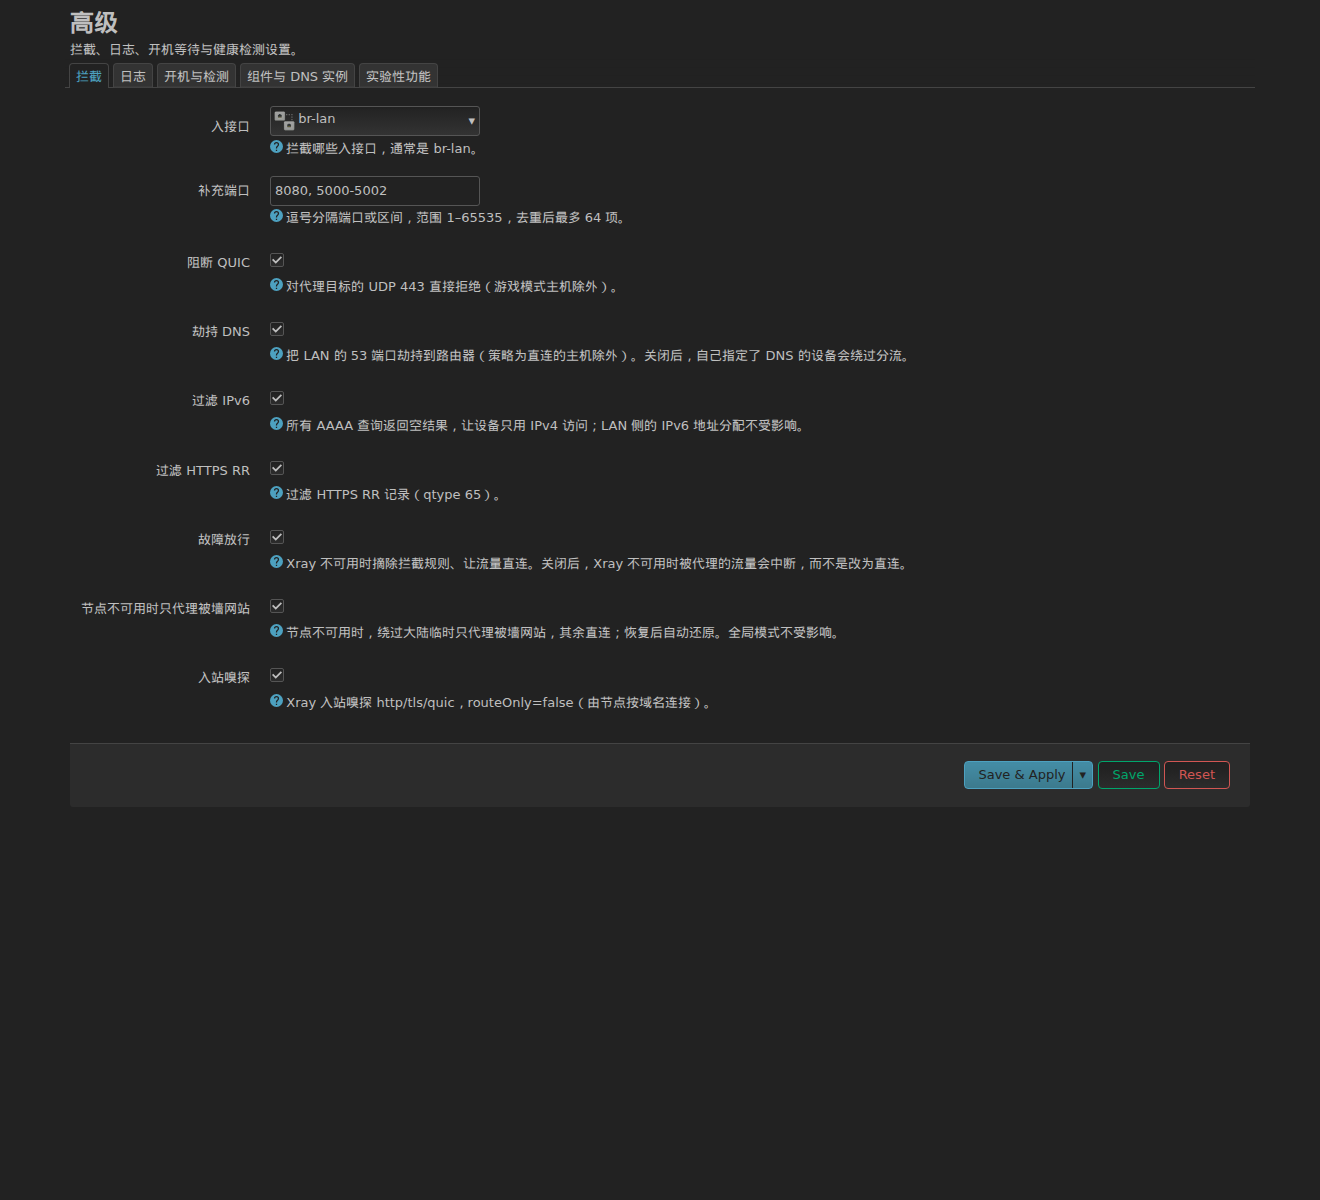 高级
拦截、日志、开机等待与健康检测设置。
拦截 日志 开机与检测 组件与 DNS 实例 实验性功能
入接口 br-lan
拦截哪些入接口，通常是 br-lan。
补充端口 8080, 5000-5002
逗号分隔端口或区间，范围 1–65535，去重后最多 64 项。
阻断 QUIC
对代理目标的 UDP 443 直接拒绝（游戏模式主机除外）。
劫持 DNS
把 LAN 的 53 端口劫持到路由器（策略为直连的主机除外）。关闭后，自己指定了 DNS 的设备会绕过分流。
过滤 IPv6
所有 AAAA 查询返回空结果，让设备只用 IPv4 访问；LAN 侧的 IPv6 地址分配不受影响。
过滤 HTTPS RR
过滤 HTTPS RR 记录（qtype 65）。
故障放行
Xray 不可用时摘除拦截规则、让流量直连。关闭后，Xray 不可用时被代理的流量会中断，而不是改为直连。
节点不可用时只代理被墙网站
节点不可用时，绕过大陆临时只代理被墙网站，其余直连；恢复后自动还原。全局模式不受影响。
入站嗅探
Xray 入站嗅探 http/tls/quic，routeOnly=false（由节点按域名连接）。
Save & Apply Save Reset